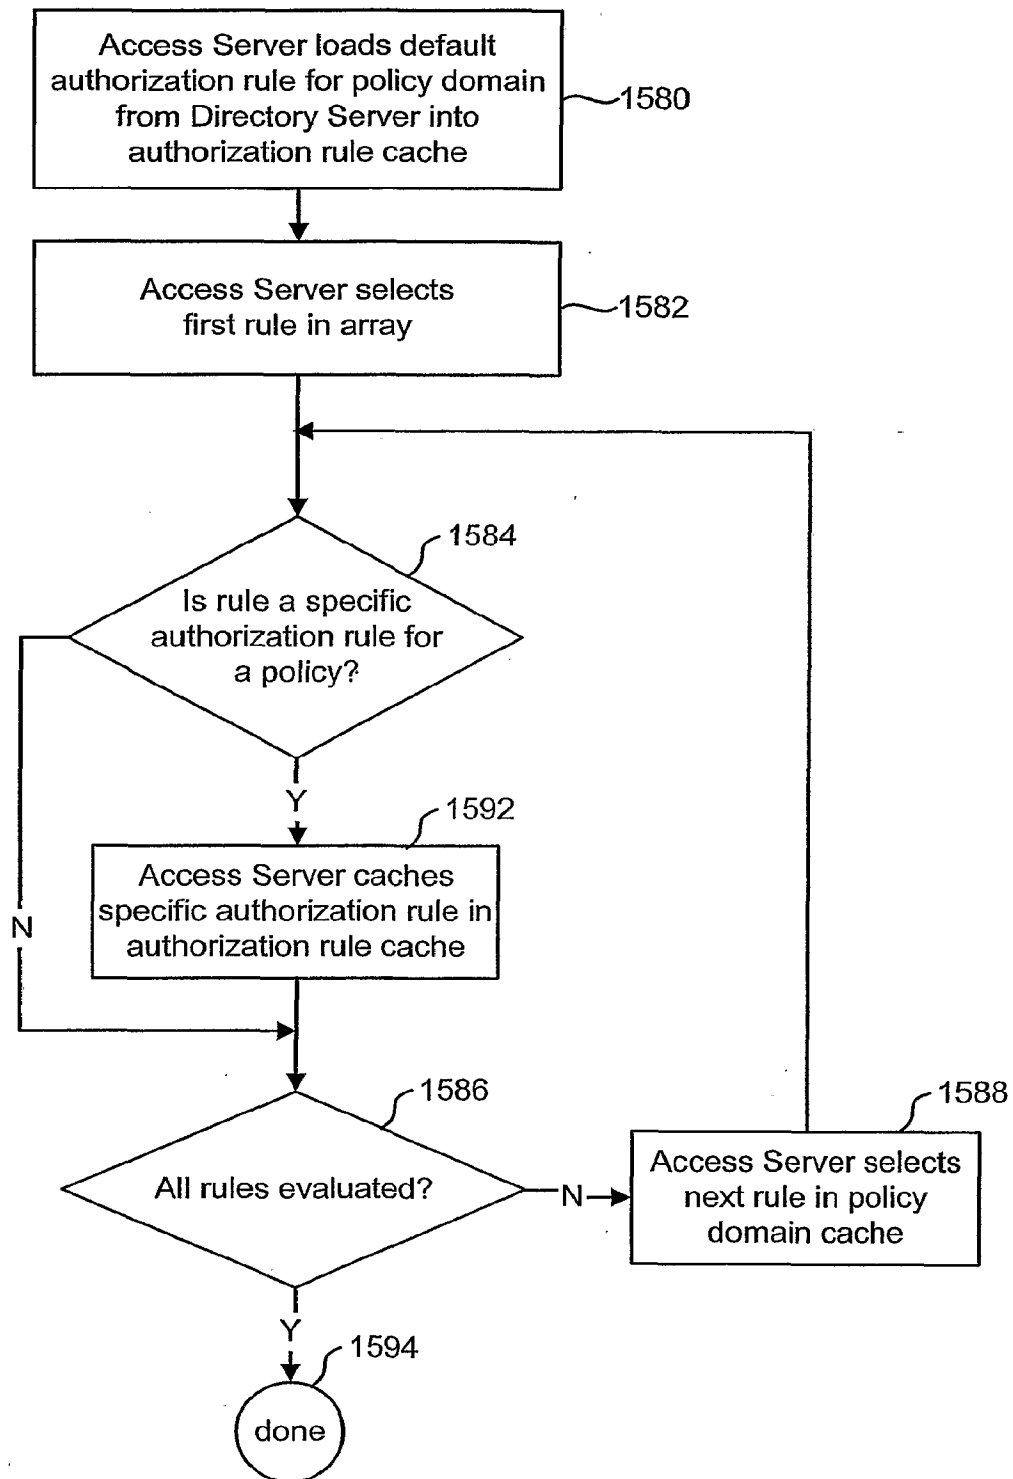 Access Server loads default
authorization rule for policy domain
from Directory Server into
authorization rule cache
1580
Access Server selects
first rule in array
1582
1584
Is rule a specific
authorization rule for
a policy?
Y
1592
Access Server caches
specific authorization rule in
authorization rule cache
N
1586
All rules evaluated?
N
1588
Access Server selects
next rule in policy
domain cache
Y
1594
done